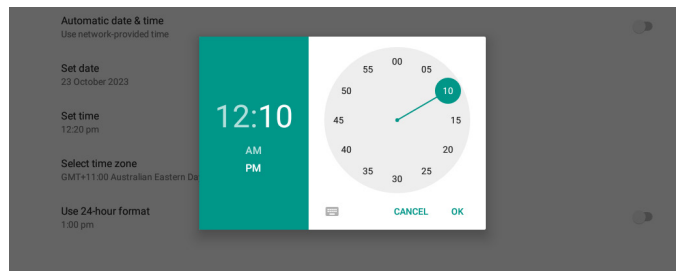 Automatic date & time
Use network-provided time
Set date
23 October 2023
Set time
12:20 pm
Select time zone
GMT+11:00 Australian Eastern Da
Use 24-hour format
1:00 pm
12:10
AM
PM
00
05
10
15
20
25
30
35
40
45
50
55
CANCEL OK